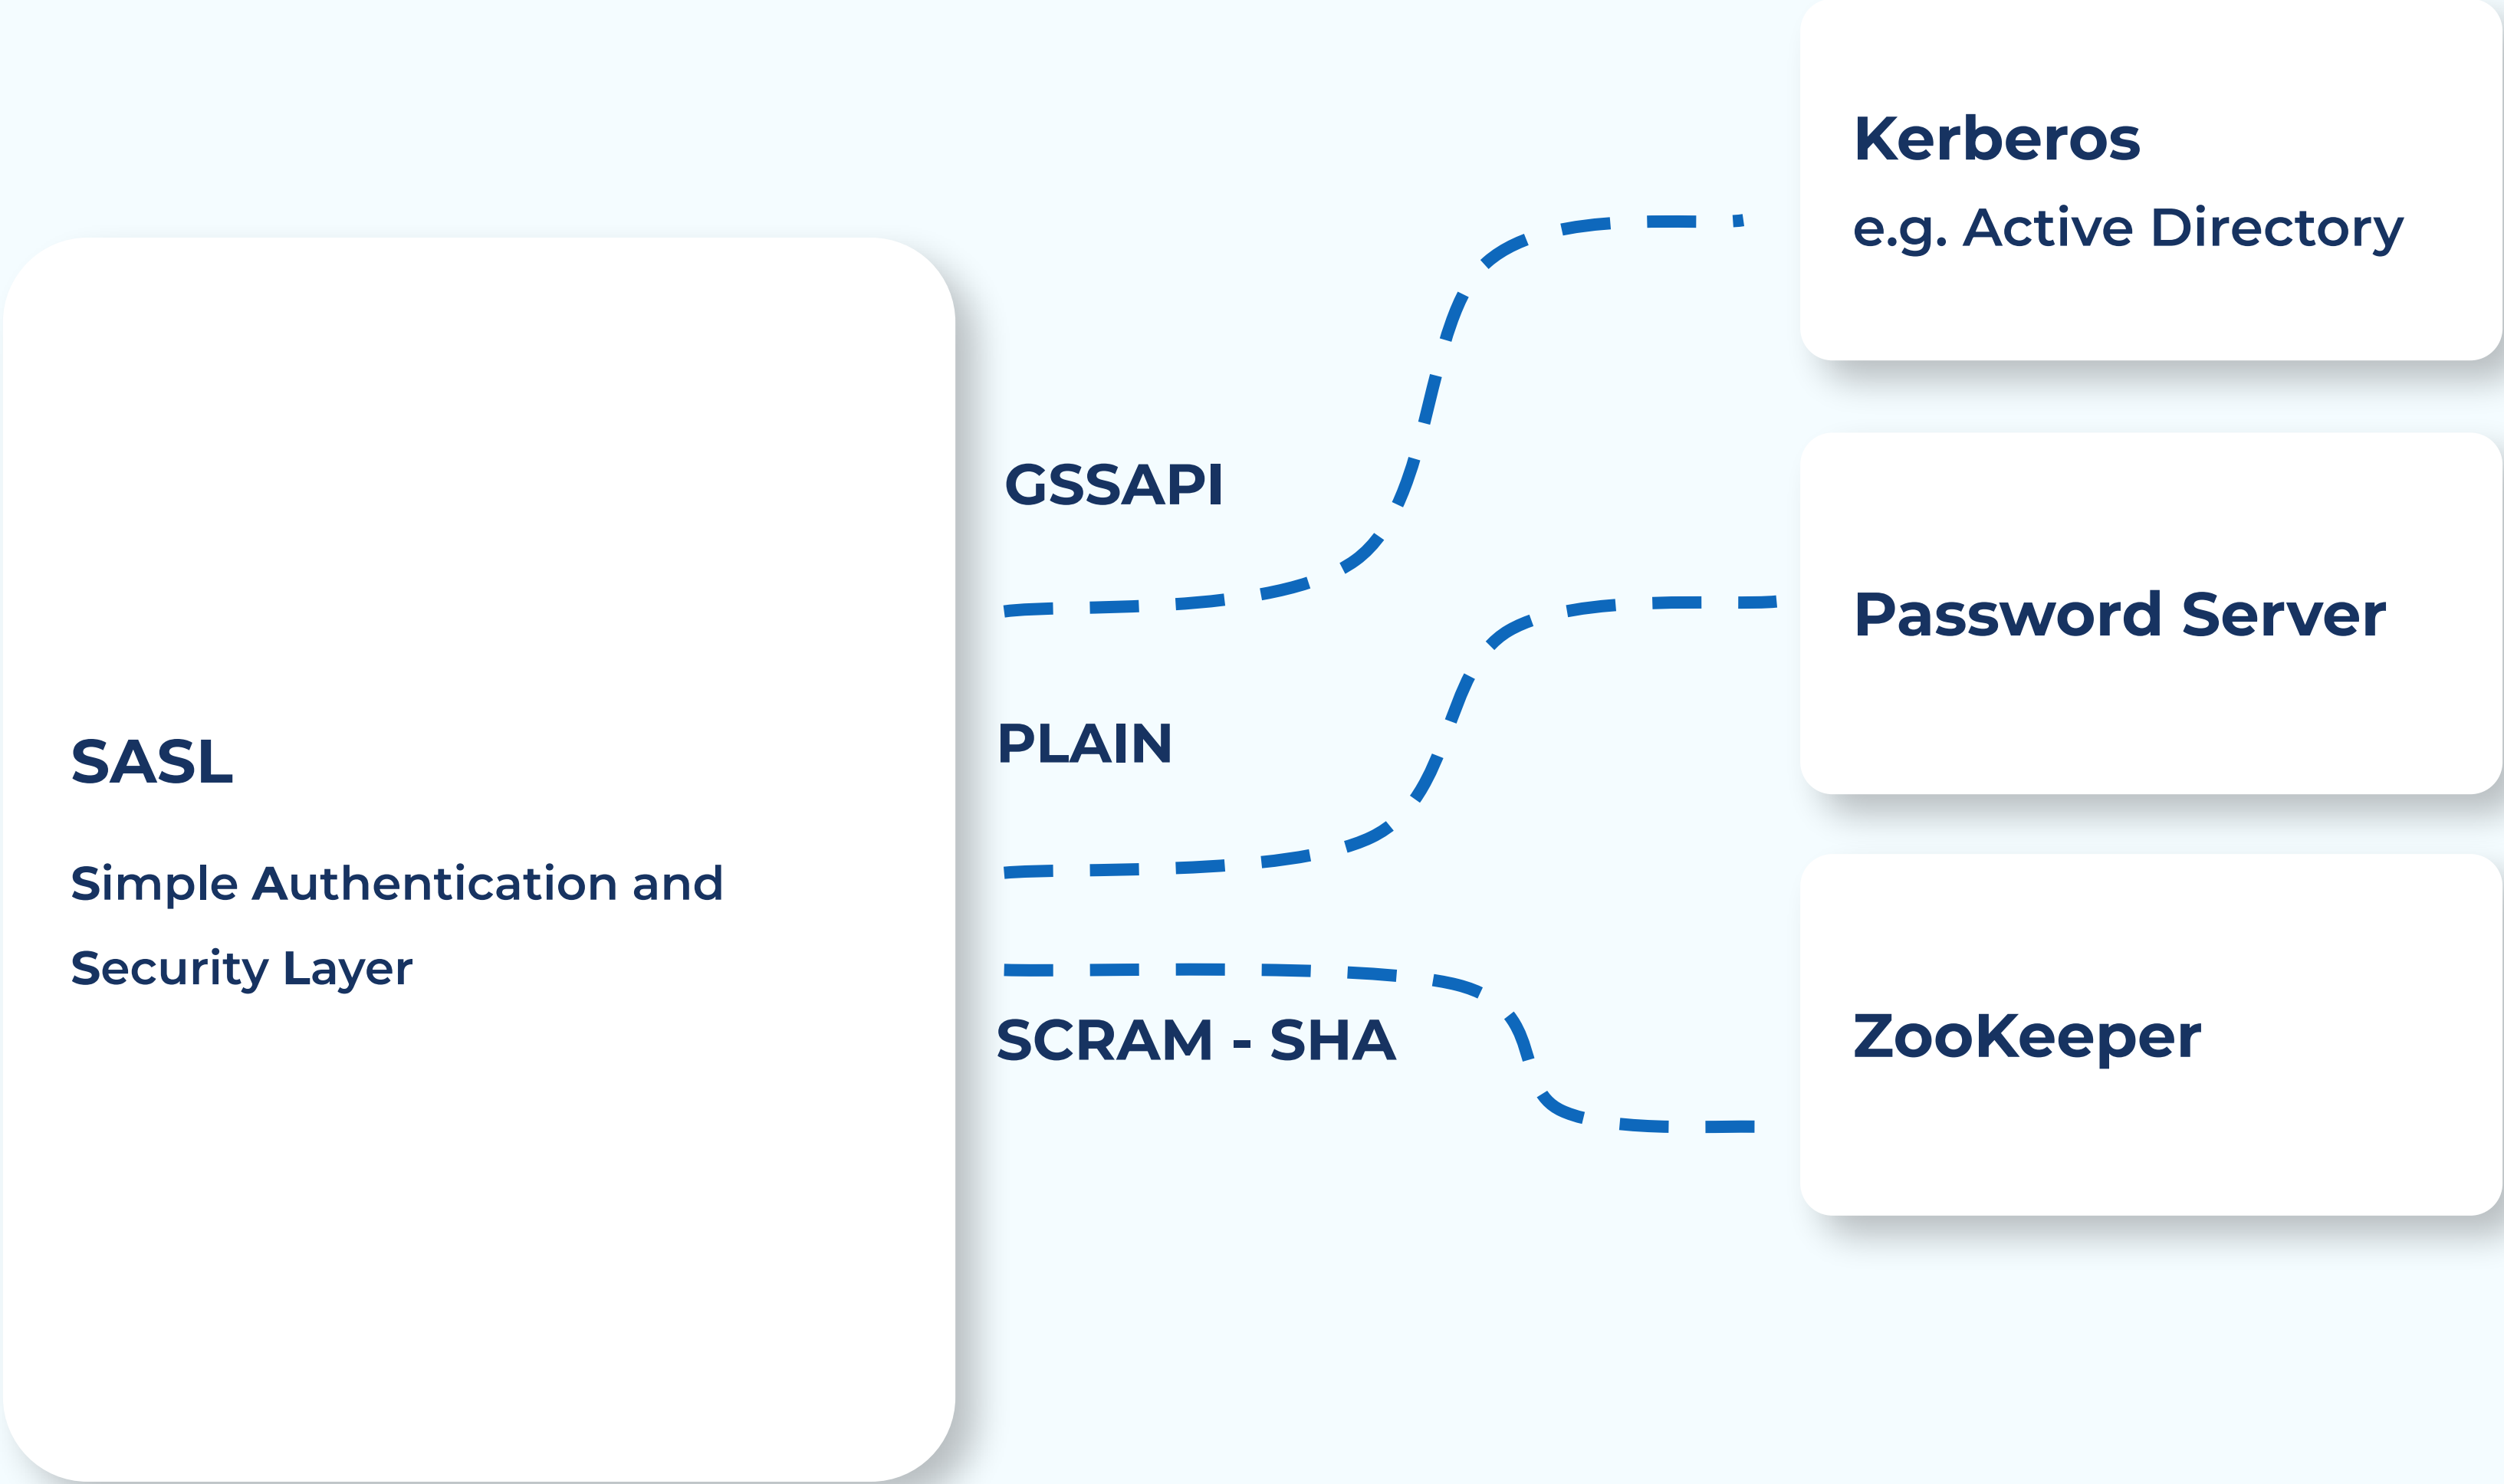 SASL
Simple Authentication and
Security Layer
GSSAPI
PLAIN
SCRAM - SHA
Kerberos
e.g. Active Directory
Password Server
ZooKeeper